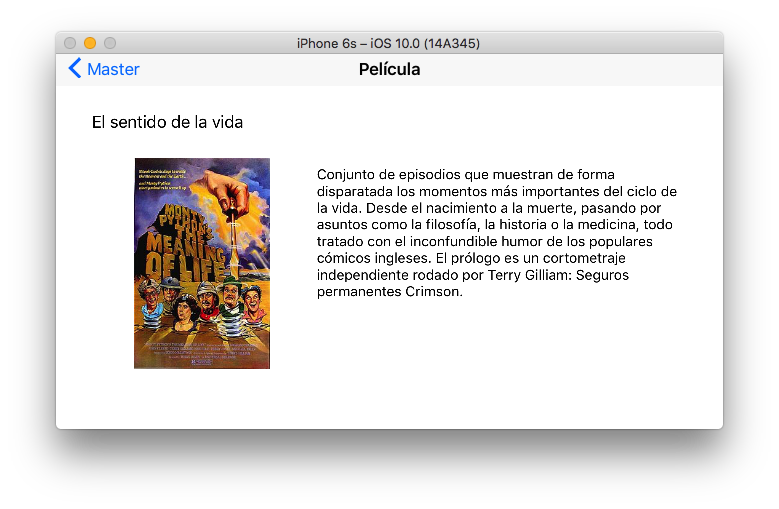 iPhone 6s – iOS 10.0 (14A345)
Master
Película
El sentido de la vida
MONTY
PYTHON'S
THE
MEANING
OF LIFE
Conjunto de episodios que muestran de forma
disparatada los momentos más importantes del ciclo de
la vida. Desde el nacimiento a la muerte, pasando por
asuntos como la filosofía, la historia o la medicina, todo
tratado con el inconfundible humor de los populares
cómicos ingleses. El prólogo es un cortometraje
independiente rodado por Terry Gilliam: Seguros
permanentes Crimson.